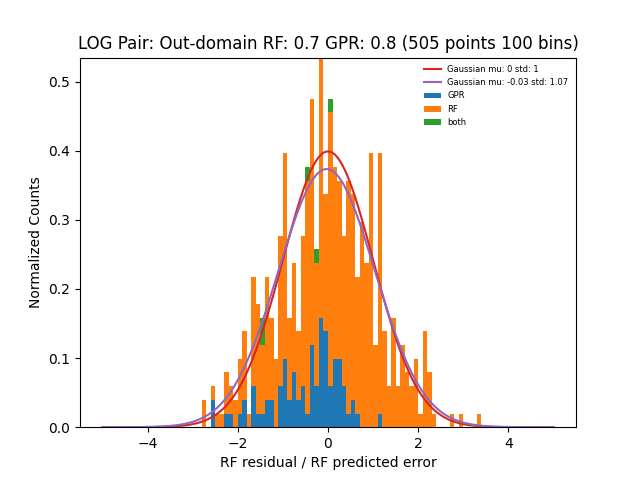 LOG Pair: Out-domain RF: 0.7 GPR: 0.8 (505 points 100 bins)
Gaussian mu: 0 std: 1
Gaussian mu: -0.03 std: 1.07
GPR
RF
both
Normalized Counts
0.5
0.4
0.3
0.2
0.1
0.0
−4
−2
0
2
4
RF residual / RF predicted error